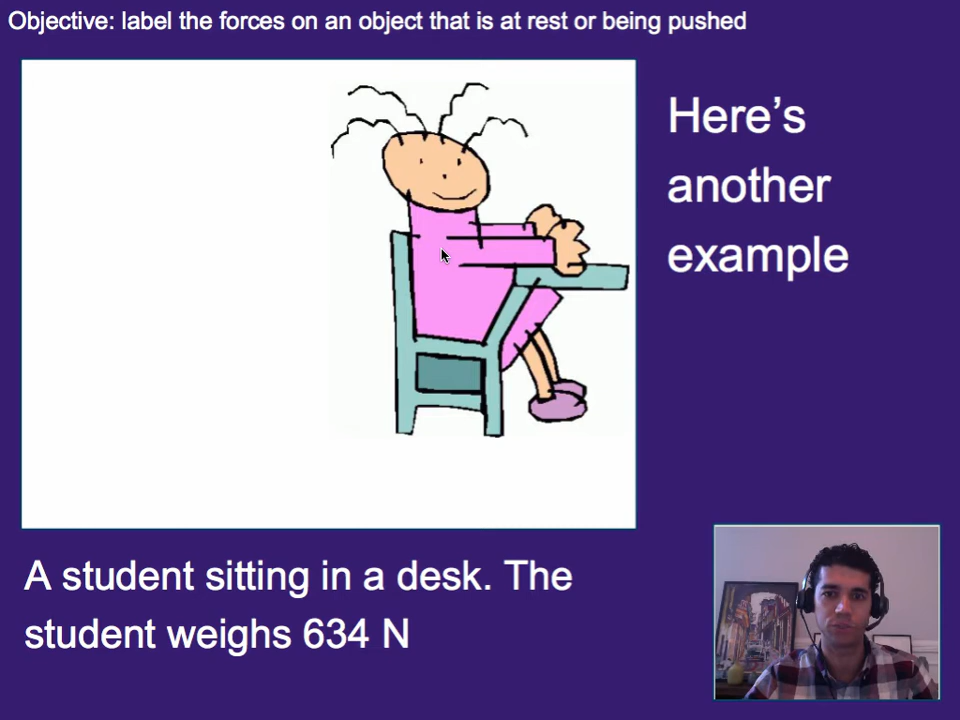 Objective: label the forces on an object that is at rest or being pushed
Here's
another
example
A student sitting in a desk. The
student weighs 634 N